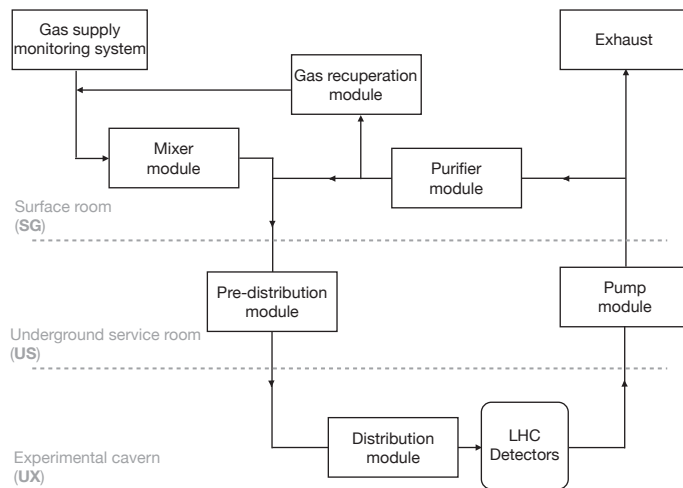 Gas supply
monitoring system
Exhaust
Gas recuperation
module
Mixer
module
Purifier
module
Surface room
(SG)
Pre-distribution
module
Pump
module
Underground service room
(US)
Distribution
module
LHC
Detectors
Experimental cavern
(UX)